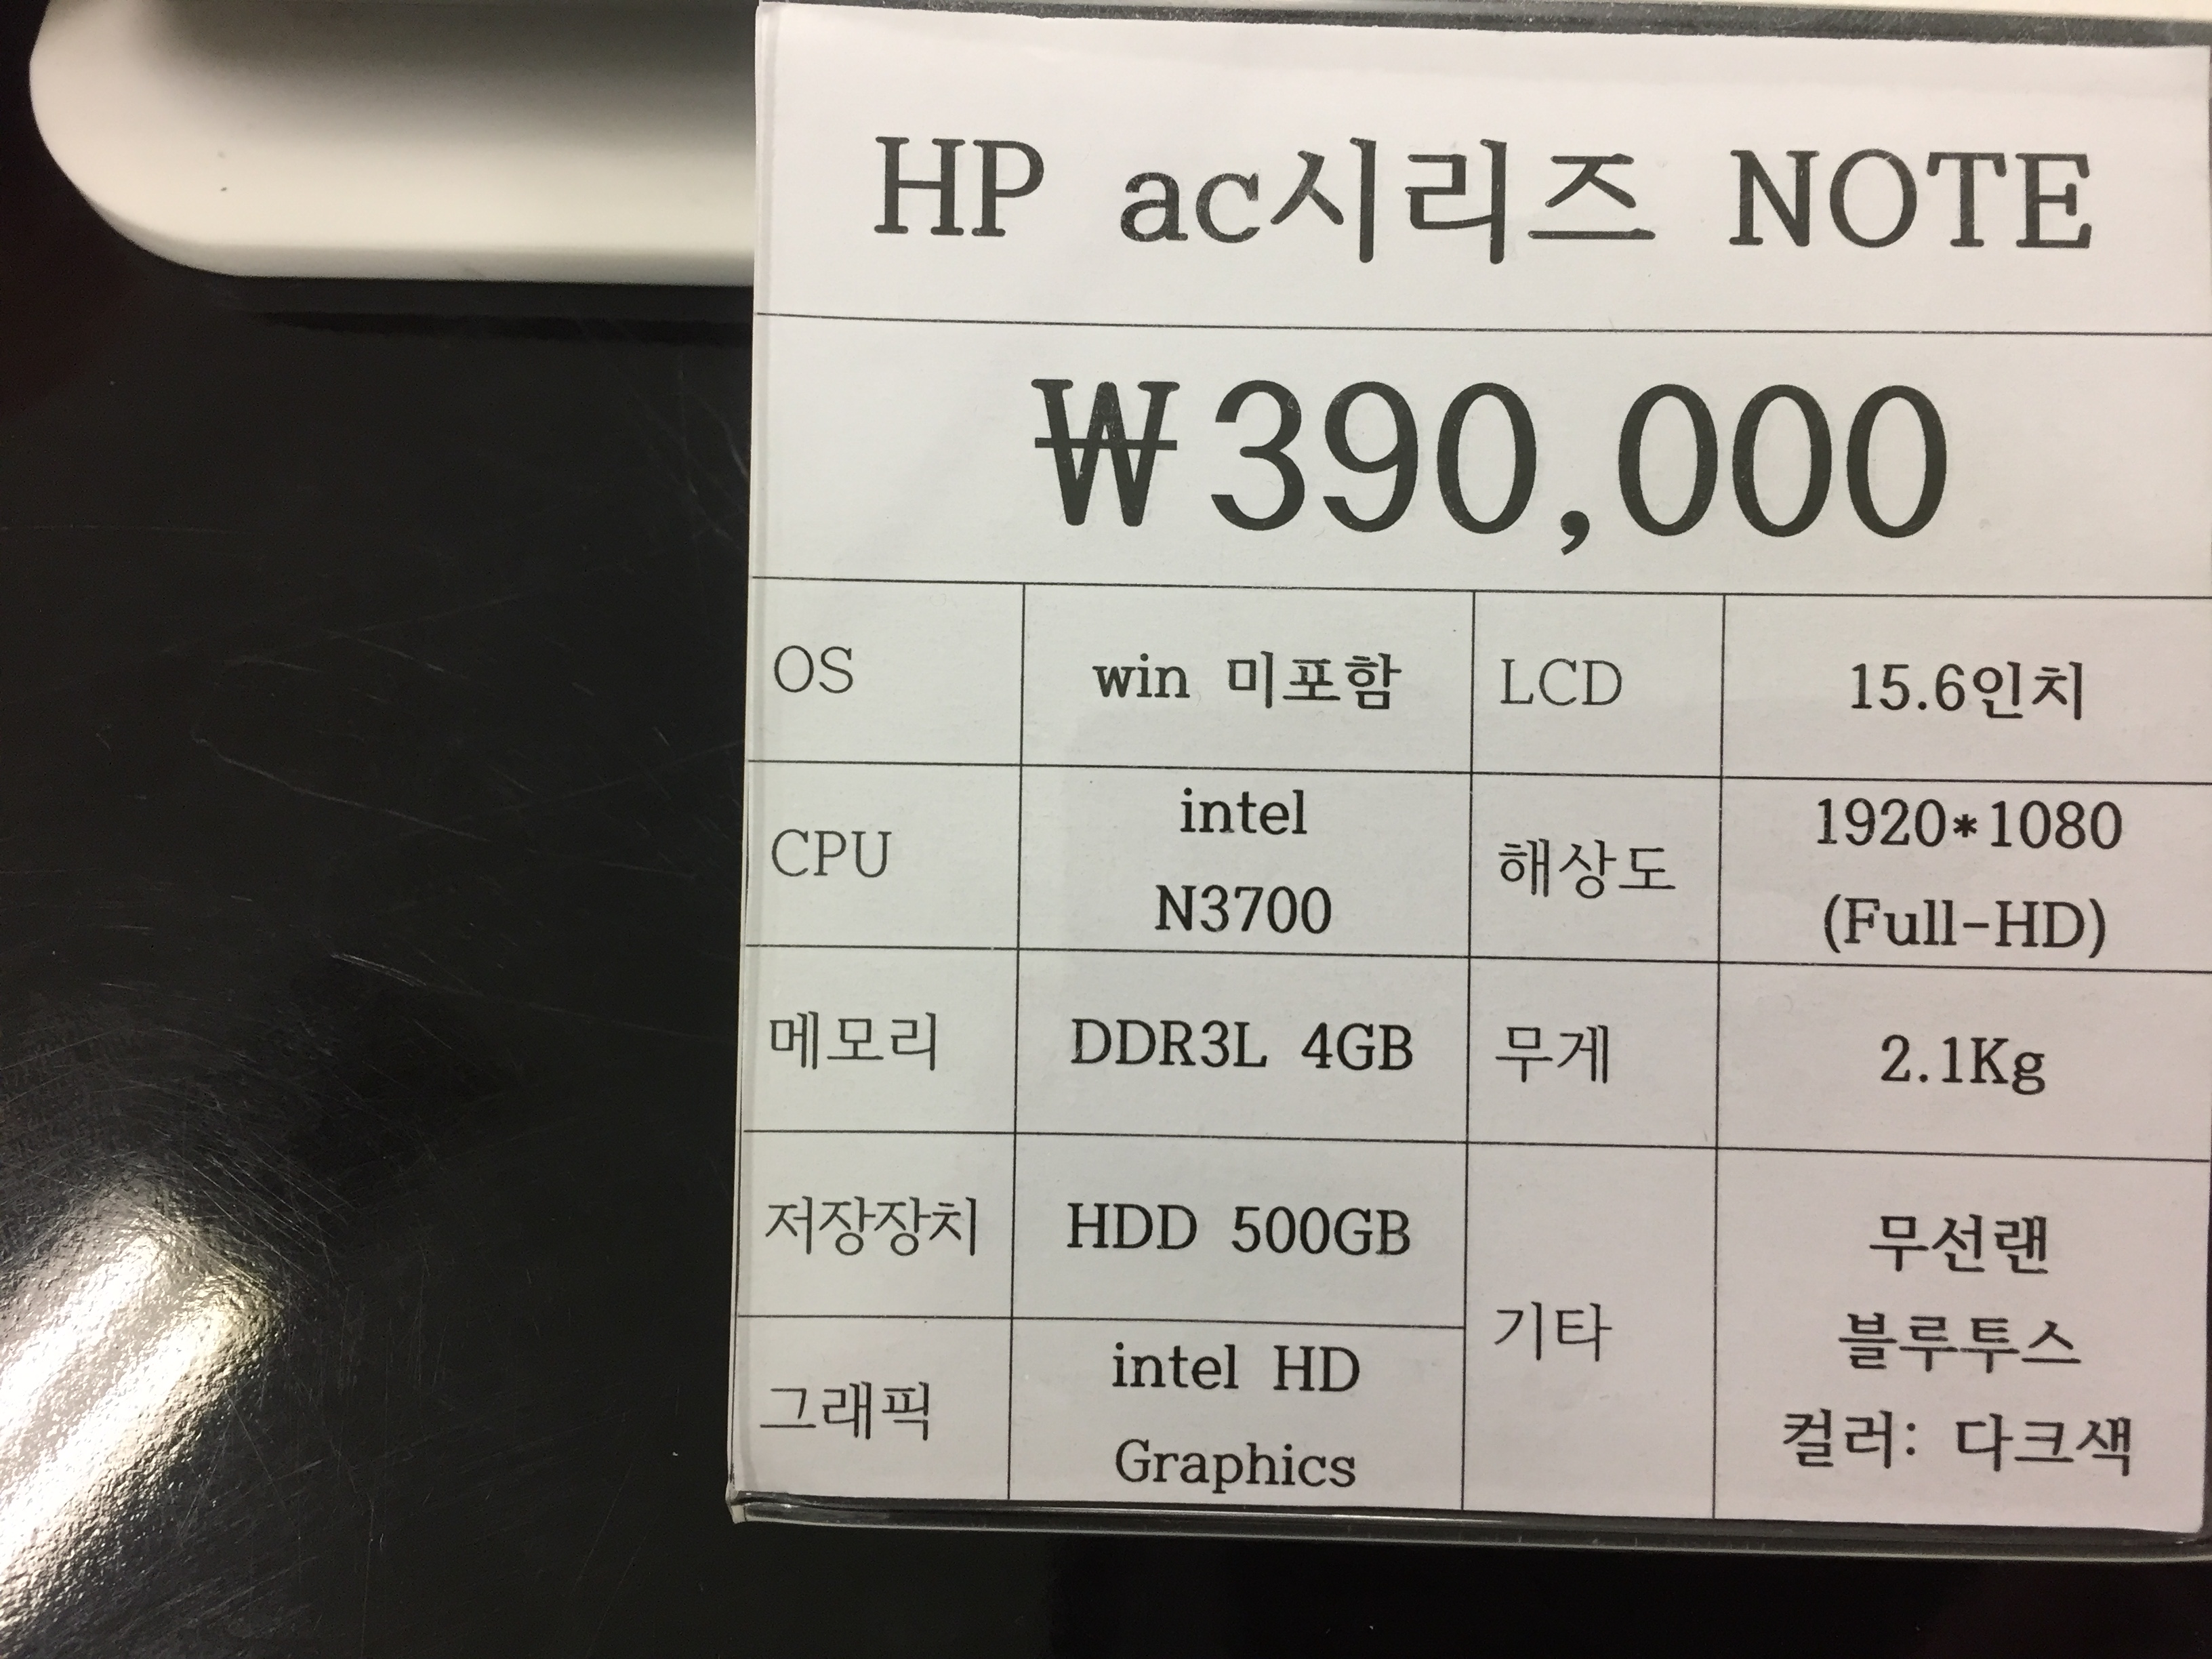 HP ac시리즈 NOTE
₩390,000
OS
win 미포함
LCD
15.6인치
CPU
intel
N3700
해상도
1920*1080
(Full-HD)
메모리
DDR3L 4GB
무게
2.1Kg
저장장치
HDD 500GB
기타
무선랜
블루투스
컬러: 다크색
그래픽
intel HD
Graphics